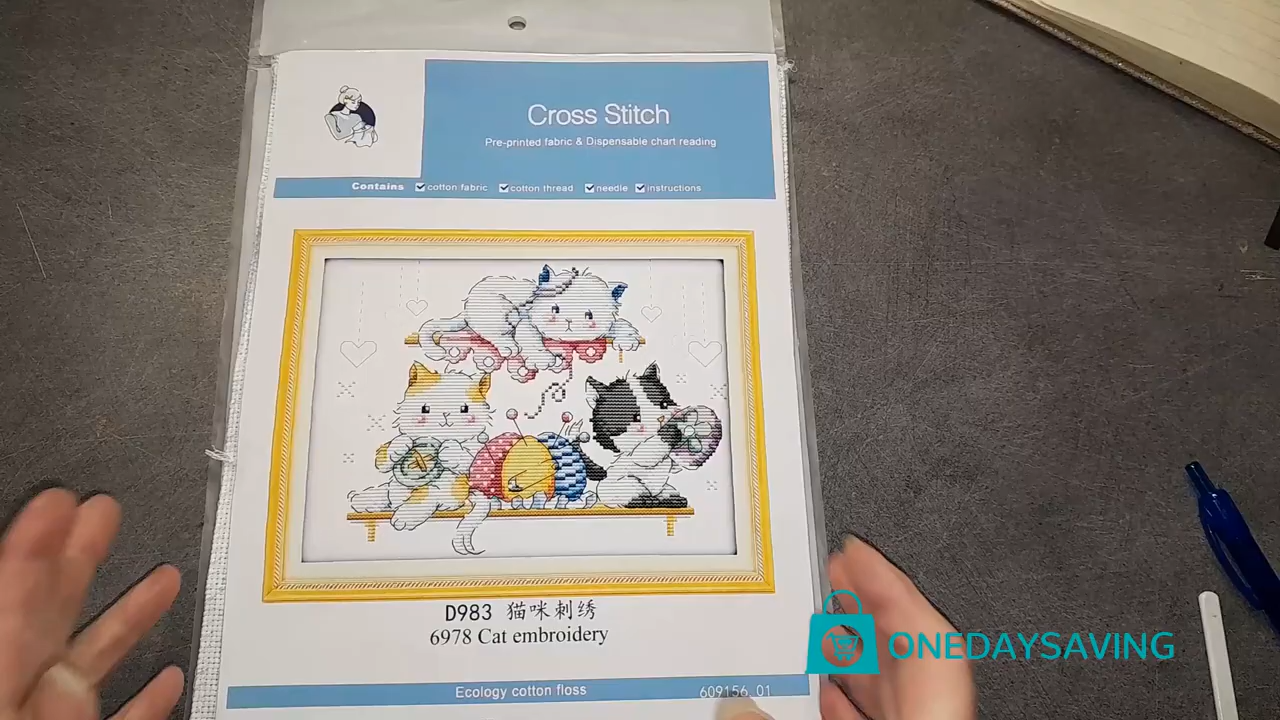 Cross Stitch
Pre-printed fabric & Dispensable chart reading
Contains cotton fabric cotton thread needle instructions
D983 猫咪刺绣
6978 Cat embroidery
Ecology cotton floss 609156.01
ONEDAYSAVING